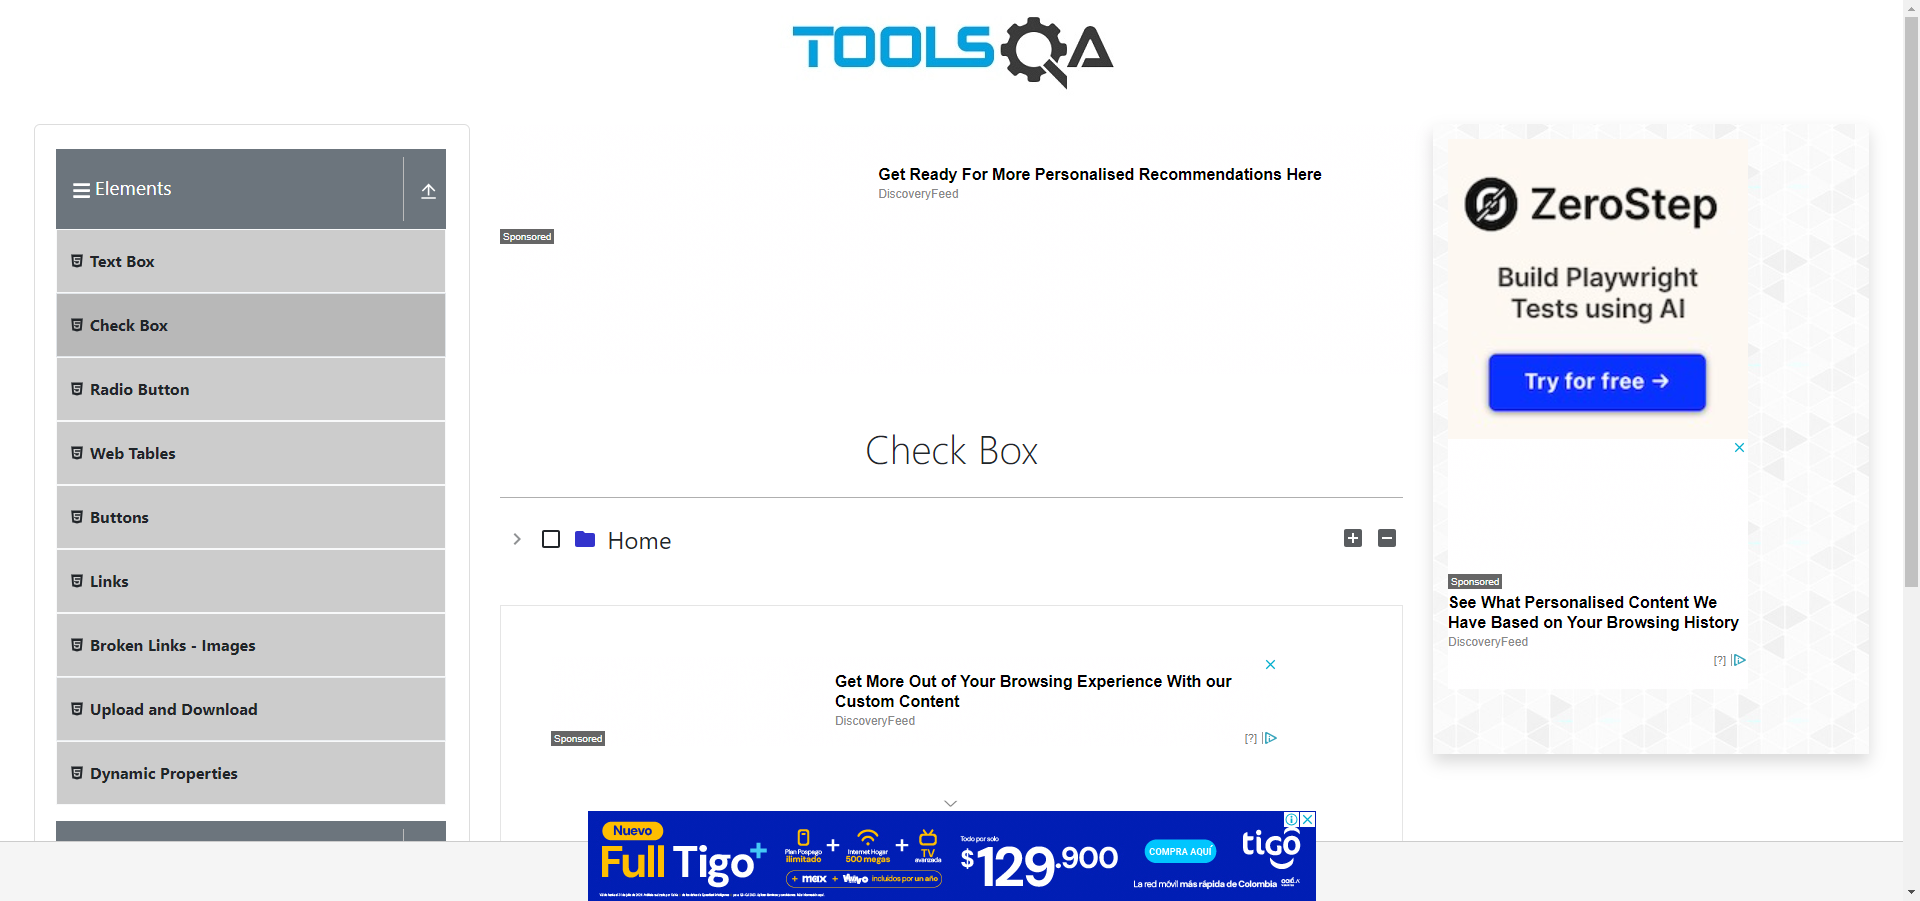 TOOLSQA
Elements
Text Box
Check Box
Radio Button
Web Tables
Buttons
Links
Broken Links - Images
Upload and Download
Dynamic Properties
Get Ready For More Personalised Recommendations Here
DiscoveryFeed
Sponsored
Check Box
Home
Get More Out of Your Browsing Experience With our
Custom Content
DiscoveryFeed
Sponsored
[?]
ZeroStep
Build Playwright
Tests using AI
Try for free →
Sponsored
See What Personalised Content We
Have Based on Your Browsing History
DiscoveryFeed
[?]
Nuevo
Full Tigo+
Plan Pospago
ilimitado
+
Internet Hogar
500 megas
+
TV
avanzada
+ max + incluidos por un año
Todo por solo
$129.900
COMPRA AQUÍ
tigo
La red móvil más rápida de Colombia